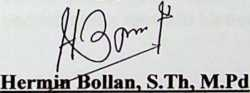 Hermin Bollan, S.Th, M.Pd